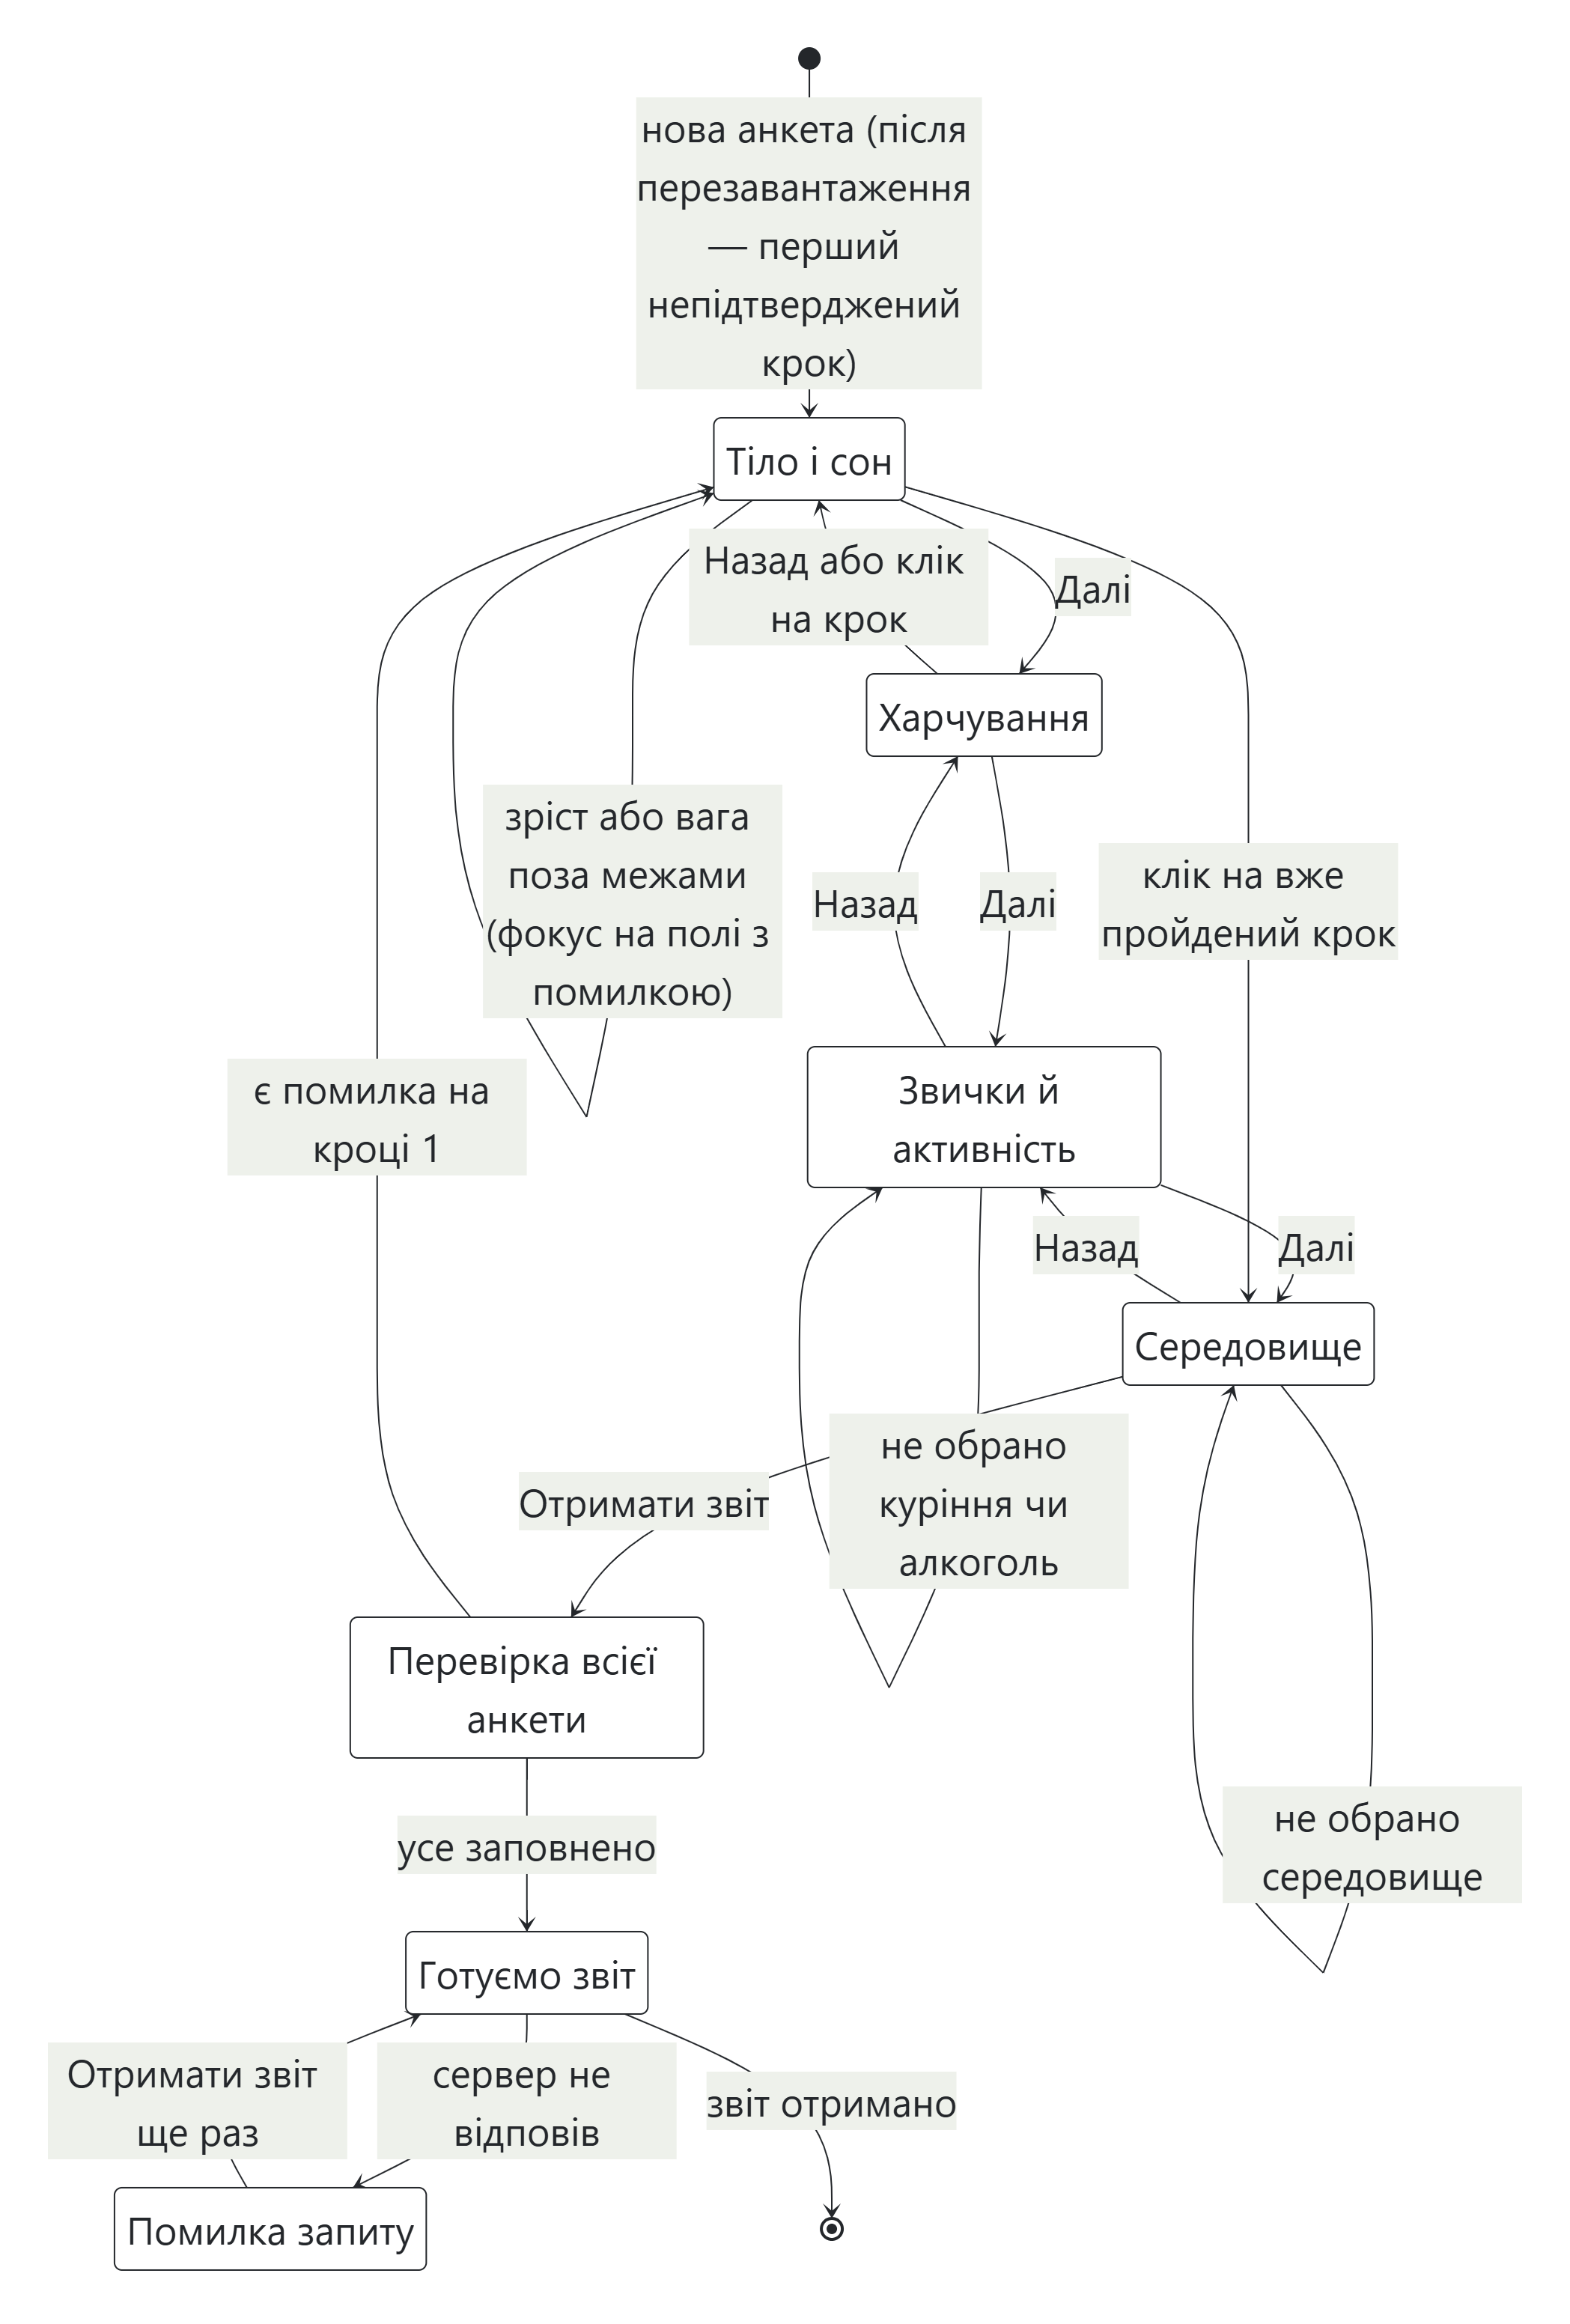 нова анкета (після
перезавантаження
— перший
непідтверджений
крок)
Тіло і сон
Назад або клік
на крок
Далі
Харчування
зріст або вага
поза межами
(фокус на полі з
помилкою)
Назад
Далі
клік на вже
пройдений крок
є помилка на
кроці 1
Звички й
активність
Назад
Далі
Середовище
не обрано
куріння чи
алкоголь
Отримати звіт
Перевірка всієї
анкети
усе заповнено
не обрано
середовище
Готуємо звіт
Отримати звіт
ще раз
сервер не
відповів
звіт отримано
Помилка запиту